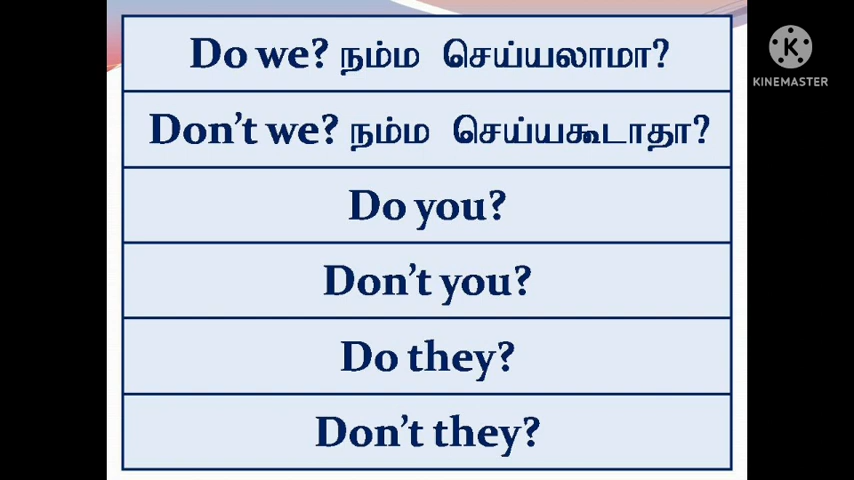 Do we? நம்ம செய்யலாமா?
Don't we? நம்ம செய்யகூடாதா?
Do you?
Don't you?
Do they?
Don't they?
K
KINEMASTER